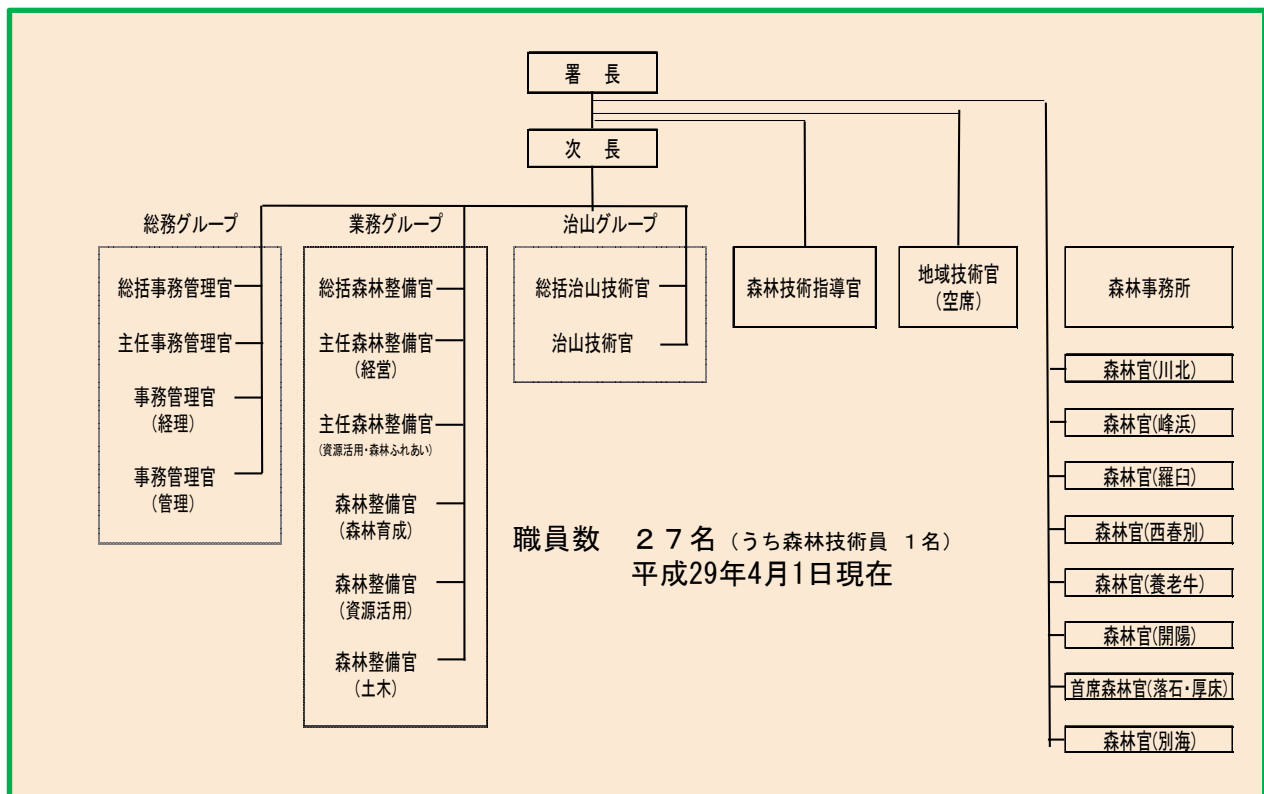 署　長
次　長
総務グループ
総括事務管理官
主任事務管理官
事務管理官
(経理)
事務管理官
(管理)
業務グループ
総括森林整備官
主任森林整備官
(経営)
主任森林整備官
(資源活用・森林ふれあい)
森林整備官
(森林育成)
森林整備官
(資源活用)
森林整備官
(土木)
治山グループ
総括治山技術官
治山技術官
森林技術指導官
地域技術官
(空席)
森林事務所
森林官(川北)
森林官(峰浜)
森林官(羅臼)
森林官(西春別)
森林官(養老牛)
森林官(開陽)
首席森林官(落石・厚床)
森林官(別海)
職員数　２７名（うち森林技術員 １名）
平成29年4月1日現在